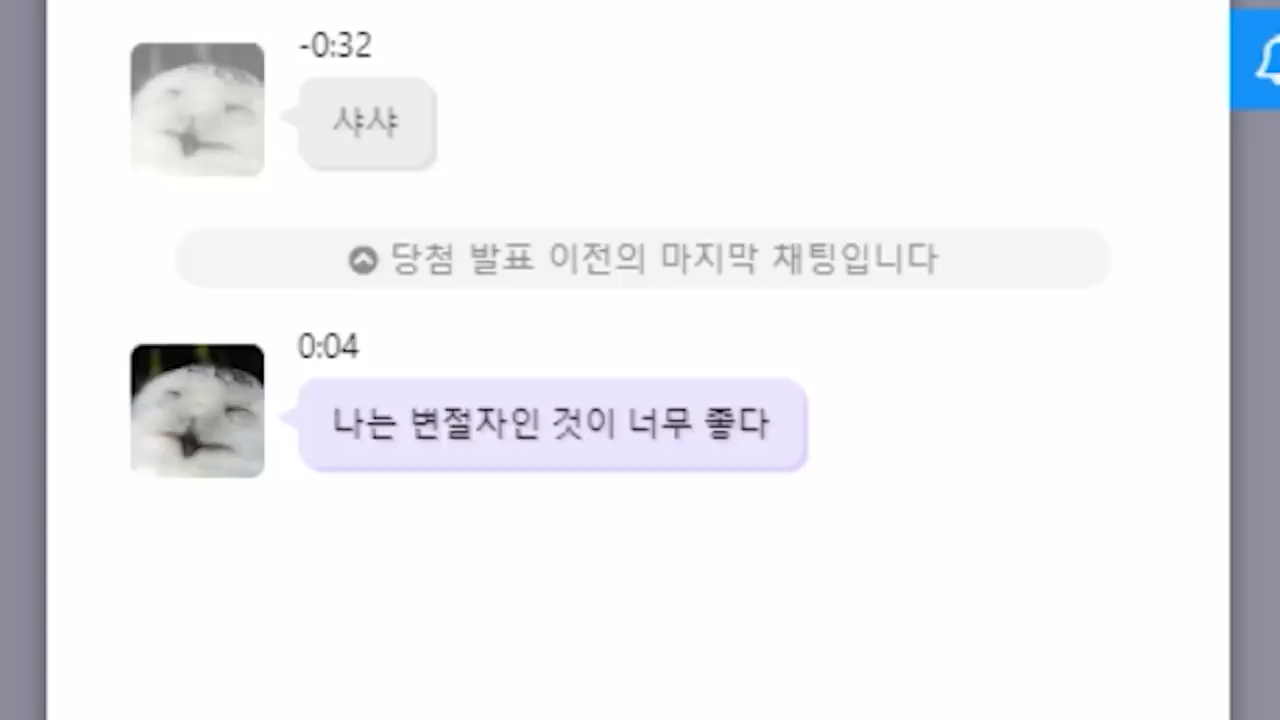 -0:32
샤샤
당첨 발표 이전의 마지막 채팅입니다
0:04
나는 변절자인 것이 너무 좋다